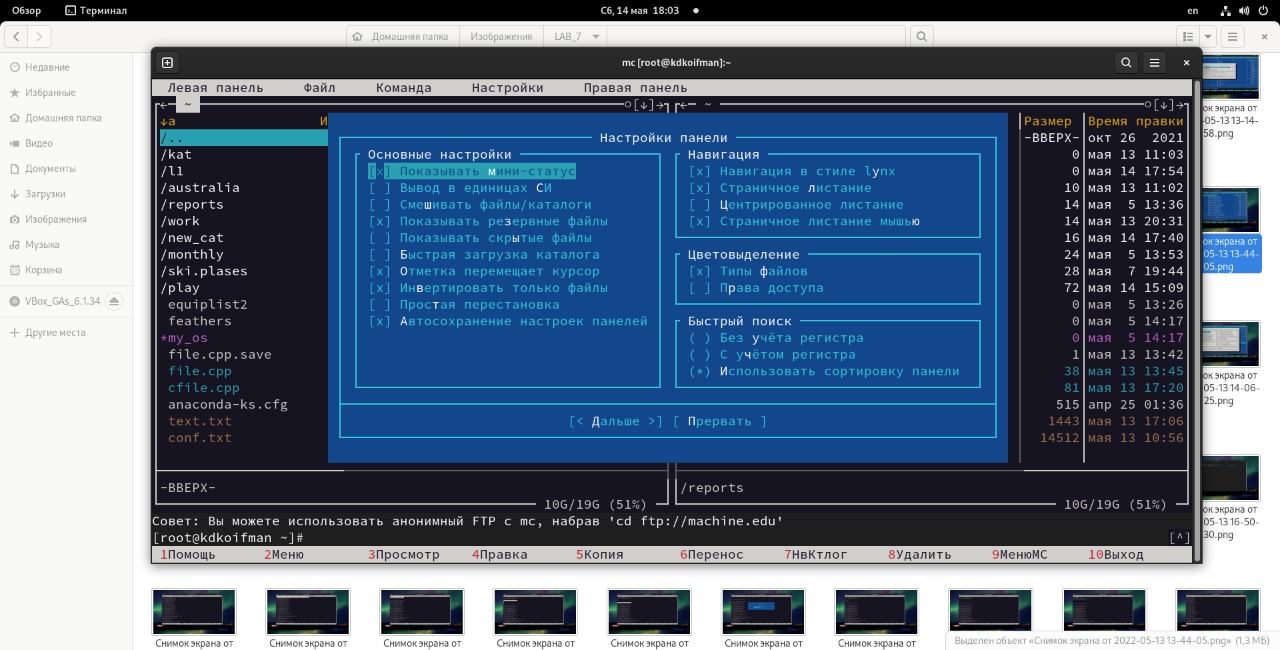 Обзор Терминал Сб, 14 мая 18:03 en
Домашняя папка Изображения LAB_7
Недавние
Избранные
Домашняя папка
Видео
Документы
Загрузки
Изображения
Музыка
Корзина
VBox_GAs_6.1.34
Другие места
mc [root@kdkoifman]:~
Левая панель Файл Команда Настройки Правая панель
~ [↓] ~ [↓]
↓а И Размер Время правки
/.. -ВВЕРХ- окт 26 2021
/kat 0 мая 13 11:03
/l1 0 мая 14 17:54
/australia 10 мая 13 11:02
/reports 14 мая 5 13:36
/work 14 мая 13 20:31
/new_cat 16 мая 14 17:40
/monthly 24 мая 5 13:53
/ski.plases 28 мая 7 19:44
/play 72 мая 14 15:09
equiplist2 0 мая 5 13:26
feathers 0 мая 5 14:17
*my_os 0 мая 5 14:17
file.cpp.save 1 мая 13 13:42
file.cpp 38 мая 13 13:45
cfile.cpp 81 мая 13 17:20
anaconda-ks.cfg 515 апр 25 01:36
text.txt 1443 мая 13 17:06
conf.txt 14512 мая 13 10:56
Настройки панели
Основные настройки
[x] Показывать мини-статус
[ ] Вывод в единицах СИ
[ ] Смешивать файлы/каталоги
[x] Показывать резервные файлы
[ ] Показывать скрытые файлы
[ ] Быстрая загрузка каталога
[x] Отметка перемещает курсор
[x] Инвертировать только файлы
[ ] Простая перестановка
[x] Автосохранение настроек панелей
Навигация
[x] Навигация в стиле lynx
[x] Страничное листание
[ ] Центрированное листание
[x] Страничное листание мышью
Цветовыделение
[x] Типы файлов
[ ] Права доступа
Быстрый поиск
( ) Без учёта регистра
( ) С учётом регистра
(*) Использовать сортировку панели
[< Дальше >] [ Прервать ]
-ВВЕРХ- /reports
10G/19G (51%) 10G/19G (51%)
Совет: Вы можете использовать анонимный FTP с mc, набрав 'cd ftp://machine.edu'
[root@kdkoifman ~]# [^]
1Помощь 2Меню 3Просмотр 4Правка 5Копия 6Перенос 7НвКтлог 8Удалить 9МенюMC 10Выход
ок экрана от
-05-13 13-14-
58.png
ок экрана от
-05-13 13-44-
05.png
ок экрана от
-05-13 14-06-
25.png
ок экрана от
-05-13 16-50-
30.png
Снимок экрана от Снимок экрана от Снимок экрана от Снимок экрана от Снимок экрана от Снимок экрана от Снимок экрана от
Выделен объект «Снимок экрана от 2022-05-13 13-44-05.png» (1,3 МБ)